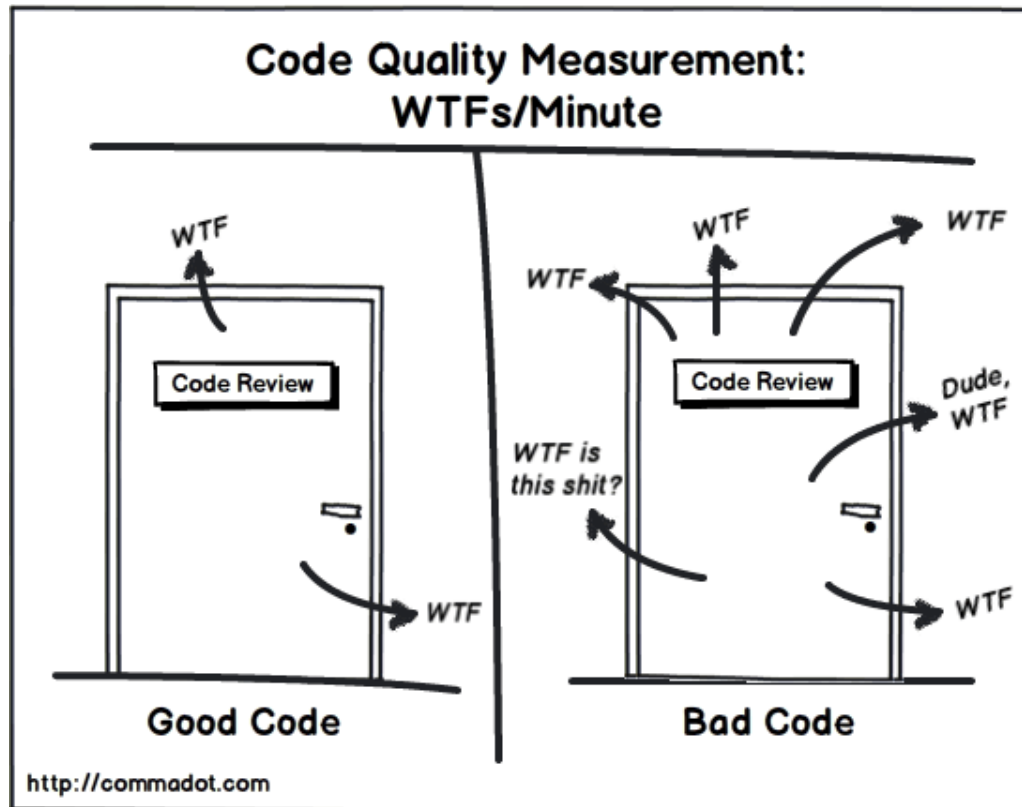 Code Quality Measurement:
WTFs/Minute
WTF
Code Review
WTF
Good Code
WTF
WTF
WTF
Code Review
Dude,
WTF
WTF is
this shit?
WTF
Bad Code
http://commadot.com